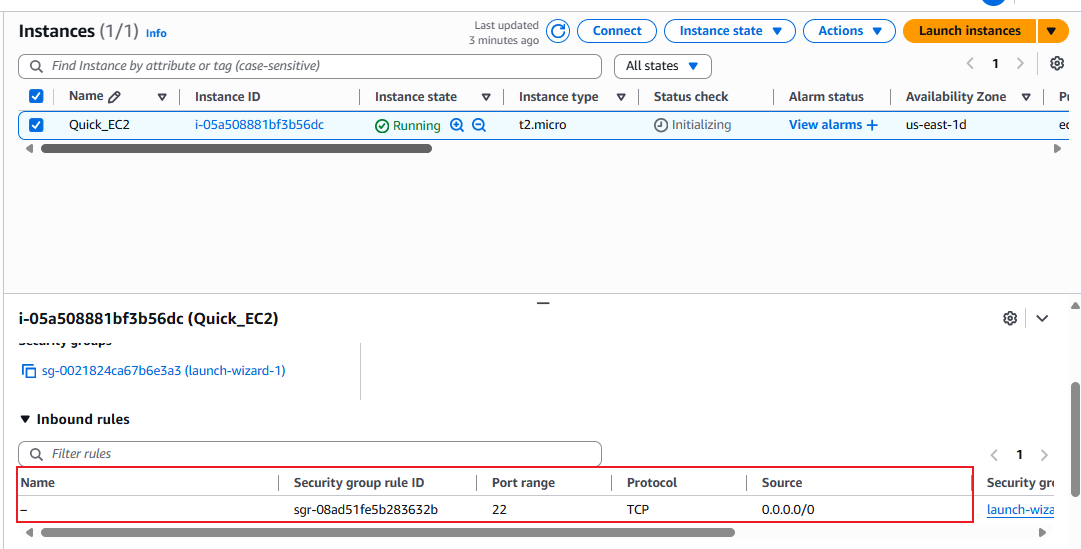 Instances (1/1) Info
Last updated
3 minutes ago
Connect
Instance state
Actions
Launch instances
Find Instance by attribute or tag (case-sensitive)
All states
1
Name
Instance ID
Instance state
Instance type
Status check
Alarm status
Availability Zone
Quick_EC2
i-05a508881bf3b56dc
Running
t2.micro
Initializing
View alarms +
us-east-1d
i-05a508881bf3b56dc (Quick_EC2)
Security groups
sg-0021824ca67b6e3a3 (launch-wizard-1)
Inbound rules
Filter rules
1
Name
Security group rule ID
Port range
Protocol
Source
Security gr
–
sgr-08ad51fe5b283632b
22
TCP
0.0.0.0/0
launch-wiza